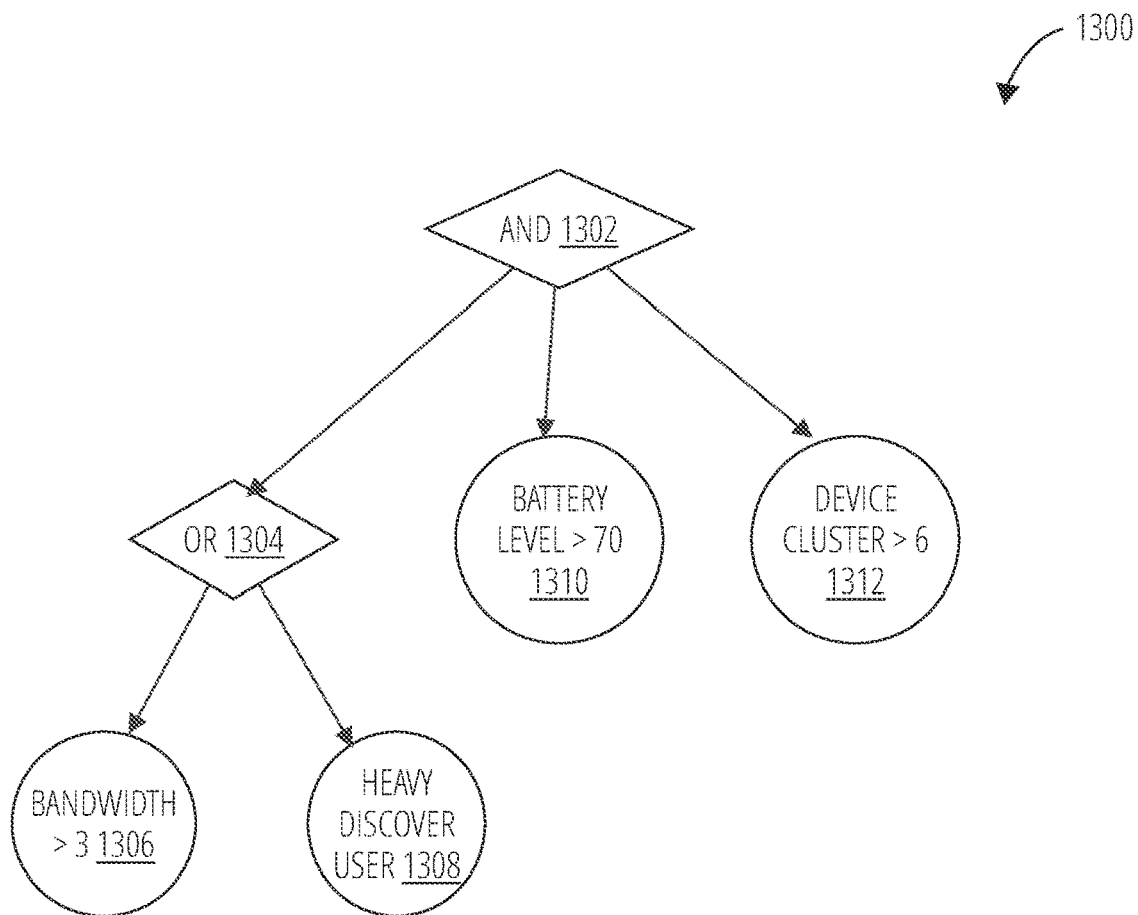 1300
AND 1302
OR 1304
BATTERY
LEVEL > 70
1310
DEVICE
CLUSTER > 6
1312
BANDWIDTH
> 3 1306
HEAVY
DISCOVER
USER 1308